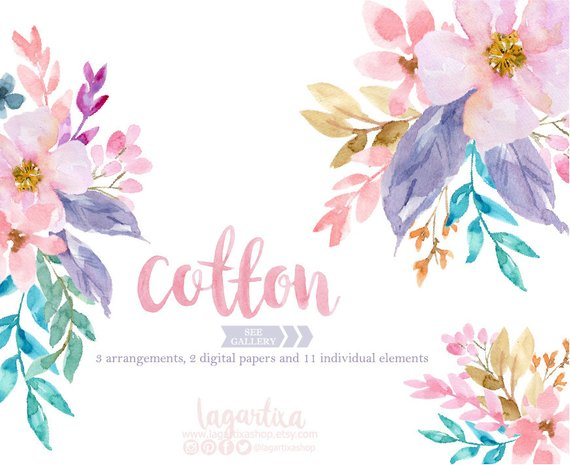 cotton
SEE
GALLERY
3 arrangements, 2 digital papers and 11 individual elements
lagartixa
www.lagartixashop.etsy.com
@lagartixashop